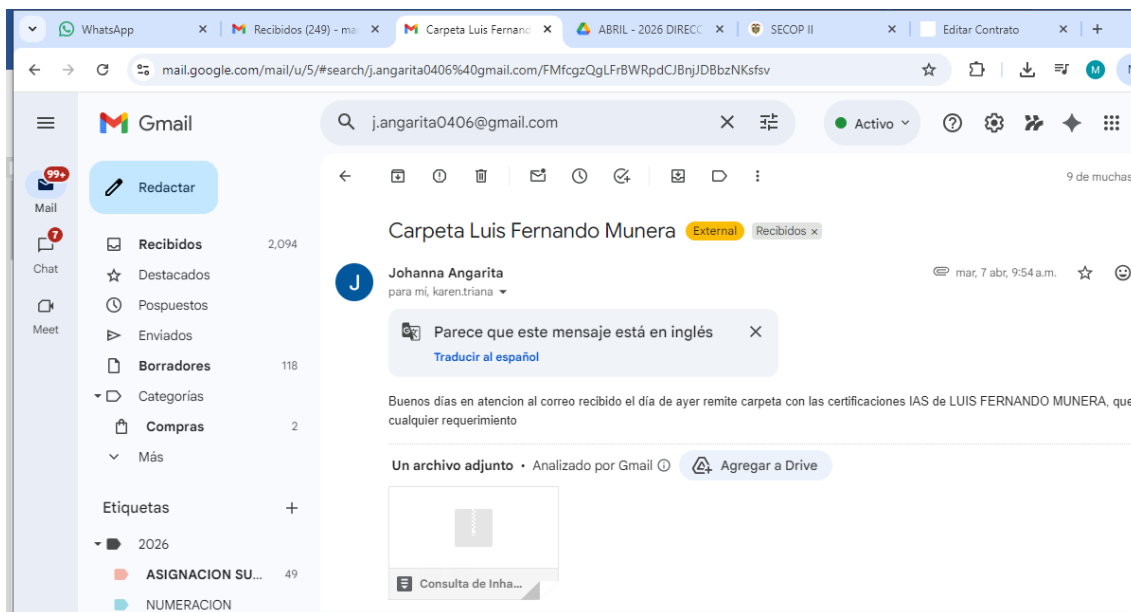 WhatsApp
Recibidos (249) - ma
Carpeta Luis Fernand
ABRIL - 2026 DIREC
SECOP II
Editar Contrato
mail.google.com/mail/u/5/#search/j.angarita0406%40gmail.com/FMfcgzQgLFrBWRpdCJBnjJDBbzNKsfsv
M
Gmail
j.angarita0406@gmail.com
Activo
99+
Mail
7
Chat
Meet
Redactar
Recibidos 2,094
Destacados
Pospuestos
Enviados
Borradores 118
Categorías
Compras 2
Más
Etiquetas
2026
ASIGNACION SU... 49
NUMERACION
9 de muchas
Carpeta Luis Fernando Munera External Recibidos x
J
Johanna Angarita mar, 7 abr, 9:54 a.m.
para mí, karen.triana
Parece que este mensaje está en inglés
Traducir al español
Buenos días en atencion al correo recibido el día de ayer remite carpeta con las certificaciones IAS de LUIS FERNANDO MUNERA, que
cualquier requerimiento
Un archivo adjunto • Analizado por Gmail Agregar a Drive
Consulta de Inha...